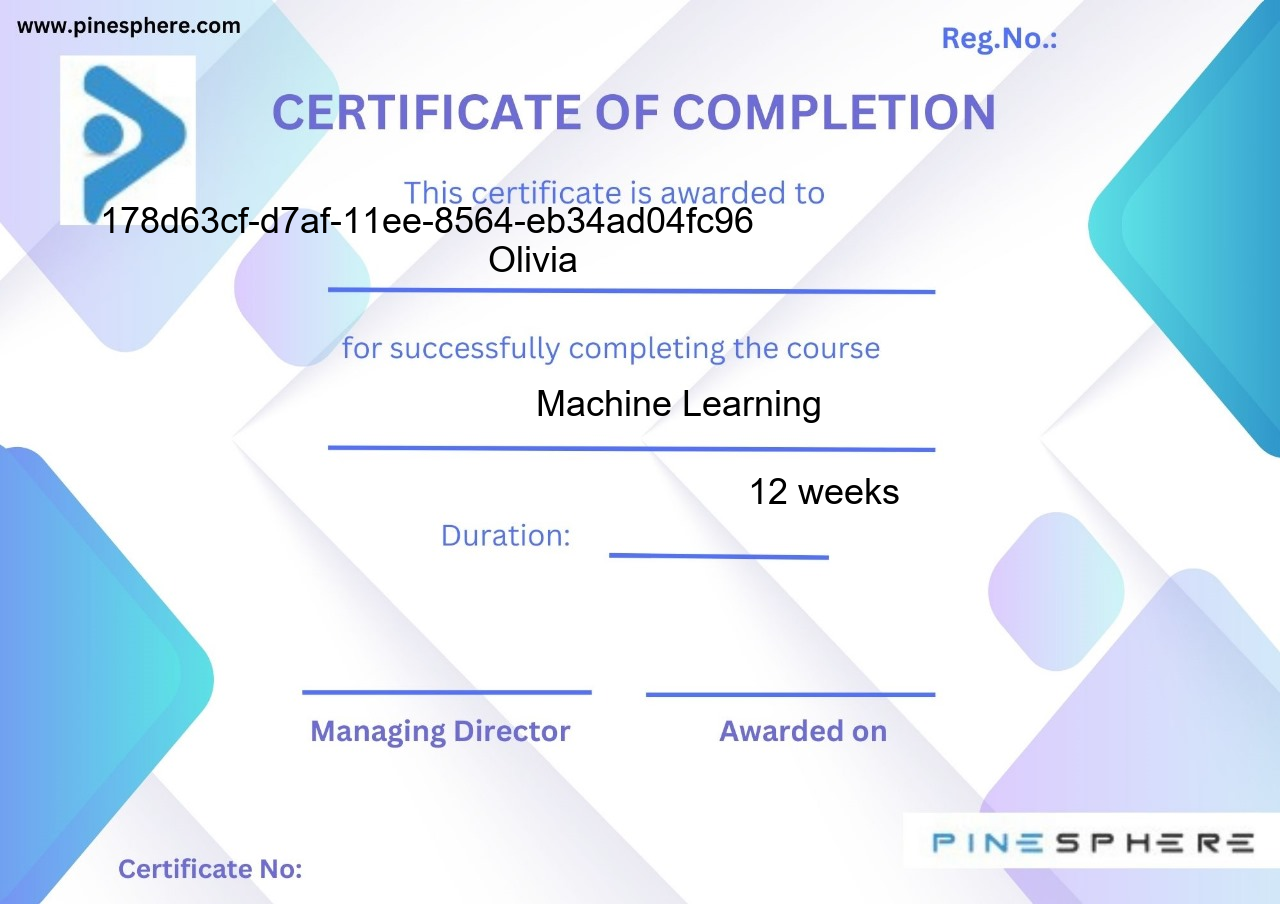 www.pinesphere.com
Reg.No.:
CERTIFICATE OF COMPLETION
This certificate is awarded to
178d63cf-d7af-11ee-8564-eb34ad04fc96
Olivia
for successfully completing the course
Machine Learning
12 weeks
Duration:
Managing Director
Awarded on
PINESPHERE
Certificate No: